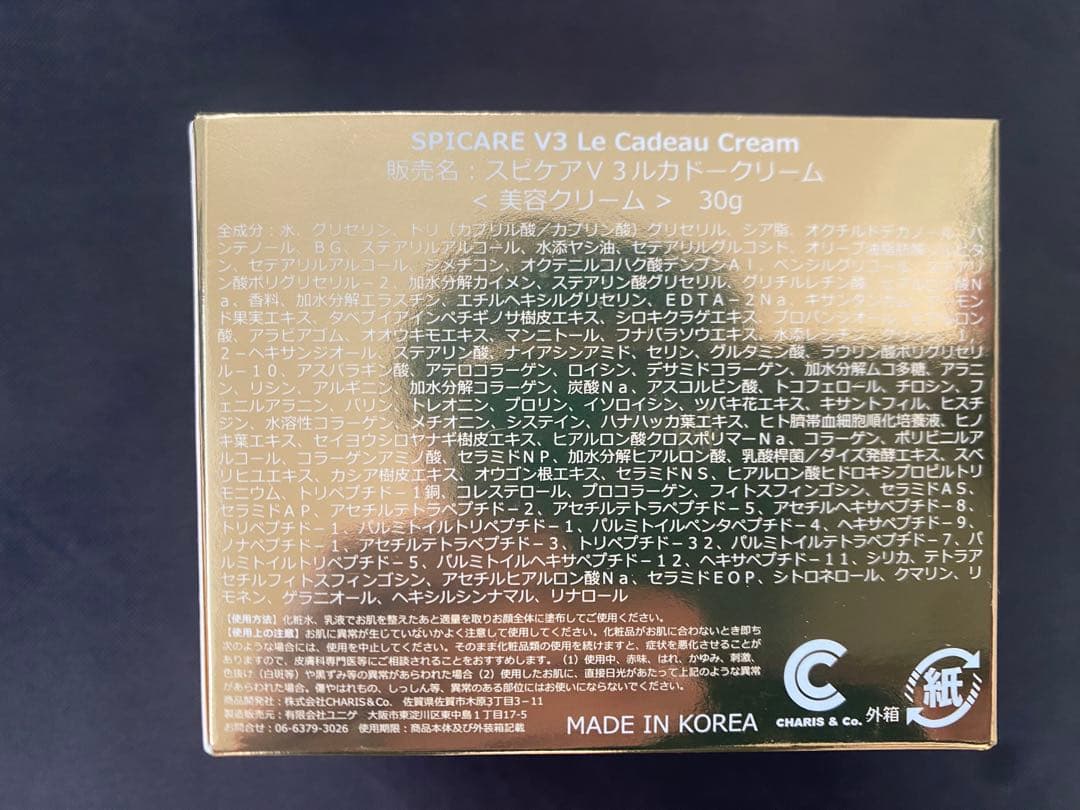 SPICARE V3 Le Cadeau Cream
販売名：スピケアV３ルカドークリーム
＜美容クリーム＞　30g
全成分：水、グリセリン、トリ（カプリル酸／カプリン酸）グリセリル、シア脂、オクチルドデカノール、パ
ンテノール、ＢＧ、ステアリルアルコール、水添ヤシ油、セテアリルグルコシド、オリーブ油脂肪酸ソルビタ
ン、セテアリルアルコール、ジメチコン、オクテニルコハク酸デンプンＡｌ、ペンシルグリコール、ステアリ
ン酸ポリグリセリル－２、加水分解カイメン、ステアリン酸グリセリル、グリチルレチン酸、ヒアルロン酸Ｎ
ａ、香料、加水分解エラスチン、エチルヘキシルグリセリン、ＥＤＴＡ－２Ｎａ、キサンタンガム、アーモン
ド果実エキス、タベブイアインペチギノサ樹皮エキス、シロキクラゲエキス、プロパンジオール、ヒアルロン
酸、アラビアゴム、オオウキモエキス、マンニトール、フナバラソウエキス、水添レシチン、グリシン、１，
２－ヘキサンジオール、ステアリン酸、ナイアシンアミド、セリン、グルタミン酸、ラウリン酸ポリグリセリ
ル－１０、アスパラギン酸、アテロコラーゲン、ロイシン、デサミドコラーゲン、加水分解ムコ多糖、アラニ
ン、リシン、アルギニン、加水分解コラーゲン、炭酸Ｎａ、アスコルビン酸、トコフェロール、チロシン、フ
ェニルアラニン、バリン、トレオニン、プロリン、イソロイシン、ツバキ花エキス、キサントフィル、ヒスチ
ジン、水溶性コラーゲン、メチオニン、システイン、ハナハッカ葉エキス、ヒト臍帯血細胞順化培養液、ヒノ
キ葉エキス、セイヨウシロヤナギ樹皮エキス、ヒアルロン酸クロスポリマーＮａ、コラーゲン、ポリビニルア
ルコール、コラーゲンアミノ酸、セラミドＮＰ、加水分解ヒアルロン酸、乳酸桿菌／ダイズ発酵エキス、スベ
リヒユエキス、カシア樹皮エキス、オウゴン根エキス、セラミドＮＳ、ヒアルロン酸ヒドロキシプロピルトリ
モニウム、トリペプチド－１銅、コレステロール、プロコラーゲン、フィトスフィンゴシン、セラミドＡＳ、
セラミドＡＰ、アセチルテトラペプチド－２、アセチルテトラペプチド－５、アセチルヘキサペプチド－８、
トリペプチド－１、パルミトイルトリペプチド－１、パルミトイルペンタペプチド－４、ヘキサペプチド－９、
ノナペプチド－１、アセチルテトラペプチド－３、トリペプチド－３２、パルミトイルテトラペプチド－７、パ
ルミトイルトリペプチド－５、パルミトイルヘキサペプチド－１２、ヘキサペプチド－１１、シリカ、テトラア
セチルフィトスフィンゴシン、アセチルヒアルロン酸Ｎａ、セラミドＥＯＰ、シトロネロール、クマリン、リ
モネン、ゲラニオール、ヘキシルシンナマル、リナロール
【使用方法】化粧水、乳液でお肌を整えたあと適量を取りお顔全体に塗布してご使用ください。
【使用上の注意】お肌に異常が生じていないかよく注意して使用してください。化粧品がお肌に合わないとき即ち
次のような場合には、使用を中止してください。そのまま化粧品類の使用を続けますと、症状を悪化させることが
ありますので、皮膚科専門医等にご相談されることをおすすめします。（1）使用中、赤味、はれ、かゆみ、刺激、
色抜け（白斑等）や黒ずみ等の異常があらわれた場合（2）使用したお肌に、直接日光があたって上記のような異常
があらわれた場合。傷やはれもの、しっしん等、異常のある部位にはお使いにならないでください。
商品開発社：株式会社CHARIS&Co.　佐賀県佐賀市木原3丁目3－11
製造販売元：有限会社ユニゲ　大阪市東淀川区東中島１丁目17-5
お問合せ：06-6379-3026　使用期限：商品本体及び外装箱記載
MADE IN KOREA
CHARIS & Co.
外箱
紙